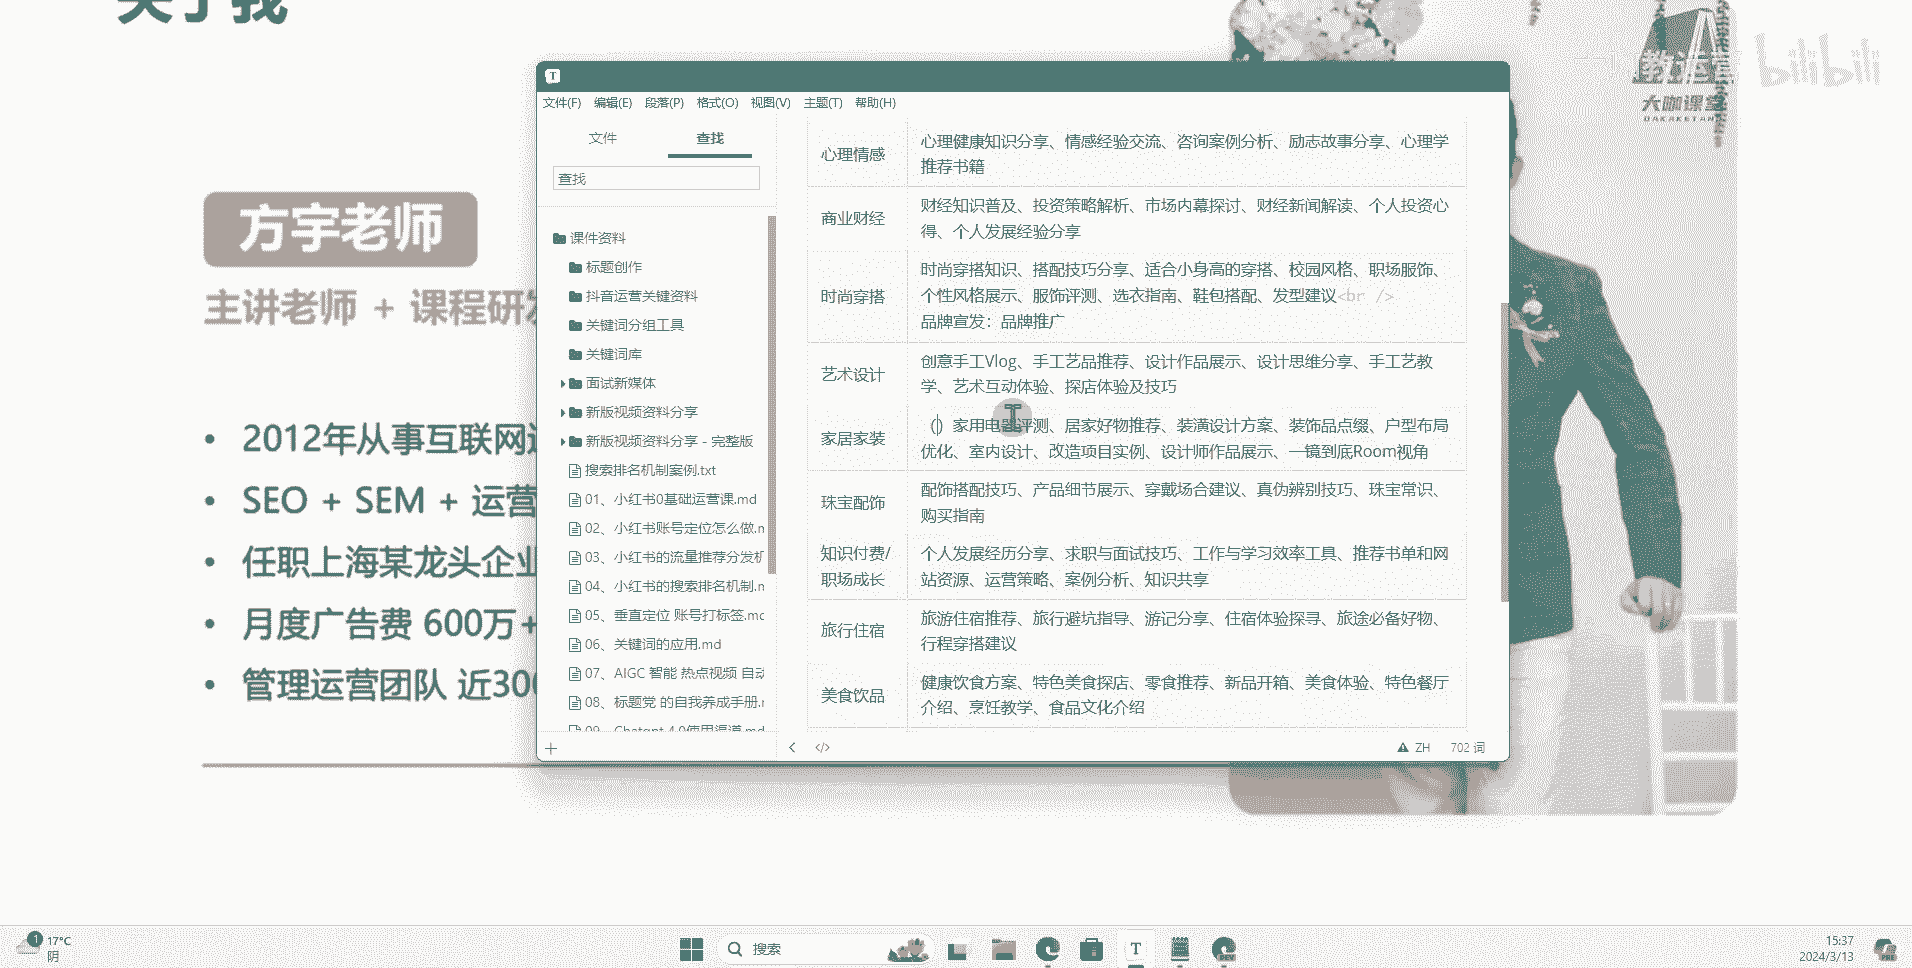 关于我
教运营 bilibili
大咖课堂
DAKAKETANG
方宇老师
主讲老师 + 课程研发
2012年从事互联网运
SEO + SEM + 运营
任职上海某龙头企业
月度广告费 600万+
管理运营团队 近300
T
文件(F) 编辑(E) 段落(P) 格式(O) 视图(V) 主题(T) 帮助(H)
文件 查找
查找
课件资料
标题创作
抖音运营关键资料
关键词分组工具
关键词库
面试新媒体
新版视频资料分享
新版视频资料分享 - 完整版
搜索排名机制案例.txt
01、小红书0基础运营课.md
02、小红书账号定位怎么做.m
03、小红书的流量推荐分发机
04、小红书的搜索排名机制.m
05、垂直定位 账号打标签.mc
06、关键词的应用.md
07、AIGC 智能 热点视频 自动
08、标题党 的自我养成手册.r
09、Chatgpt 4.0使用渠道.md
心理情感
心理健康知识分享、情感经验交流、咨询案例分析、励志故事分享、心理学
推荐书籍
商业财经
财经知识普及、投资策略解析、市场内幕探讨、财经新闻解读、个人投资心
得、个人发展经验分享
时尚穿搭
时尚穿搭知识、搭配技巧分享、适合小身高的穿搭、校园风格、职场服饰、
个性风格展示、服饰评测、选衣指南、鞋包搭配、发型建议<br />
品牌宣发：品牌推广
艺术设计
创意手工Vlog、手工艺品推荐、设计作品展示、设计思维分享、手工艺教
学、艺术互动体验、探店体验及技巧
家居家装
（）家用电器评测、居家好物推荐、装潢设计方案、装饰品点缀、户型布局
优化、室内设计、改造项目实例、设计师作品展示、一镜到底Room视角
珠宝配饰
配饰搭配技巧、产品细节展示、穿戴场合建议、真伪辨别技巧、珠宝常识、
购买指南
知识付费/
职场成长
个人发展经历分享、求职与面试技巧、工作与学习效率工具、推荐书单和网
站资源、运营策略、案例分析、知识共享
旅行住宿
旅游住宿推荐、旅行避坑指导、游记分享、住宿体验探寻、旅途必备好物、
行程穿搭建议
美食饮品
健康饮食方案、特色美食探店、零食推荐、新品开箱、美食体验、特色餐厅
介绍、烹饪教学、食品文化介绍
ZH 702 词
1 17°C
阴
搜索
T
DEV
15:37
2024/3/13
PRE